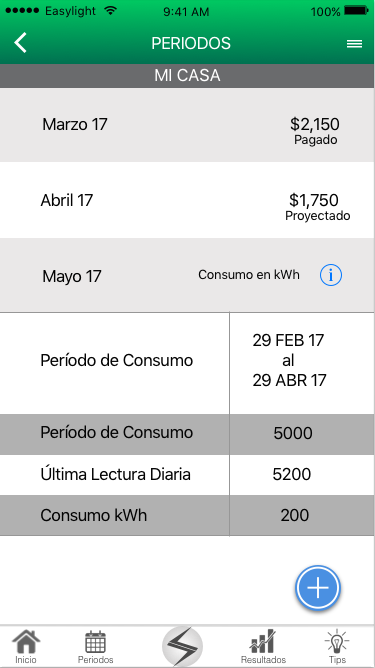 Easylight 9:41 AM 100%
PERIODOS
MI CASA
Marzo 17 $2,150
Pagado
Abril 17 $1,750
Proyectado
Mayo 17 Consumo en kWh i
29 FEB 17
Período de Consumo al
29 ABR 17
Período de Consumo 5000
Última Lectura Diaria 5200
Consumo kWh 200
Inicio Periodos Resultados Tips